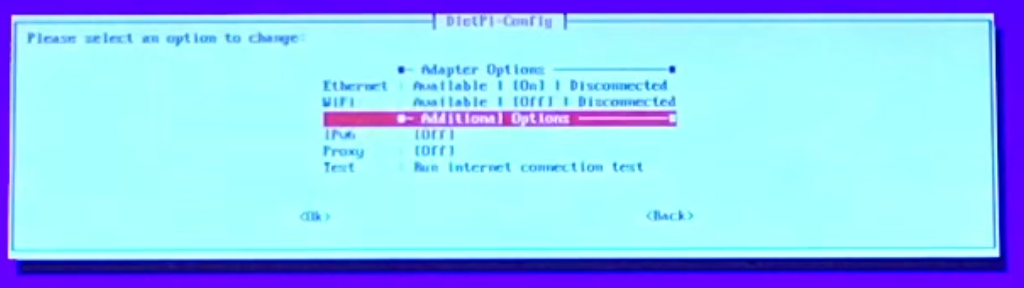 DietPi-Config
Please select an option to change:
●─ Adapter Options ─●
Ethernet : Available | [On] | Disconnected
WiFi : Available | [Off] | Disconnected
●─ Additional Options ─●
IPv6 : [Off]
Proxy : [Off]
Test : Run internet connection test
<Ok> <Back>